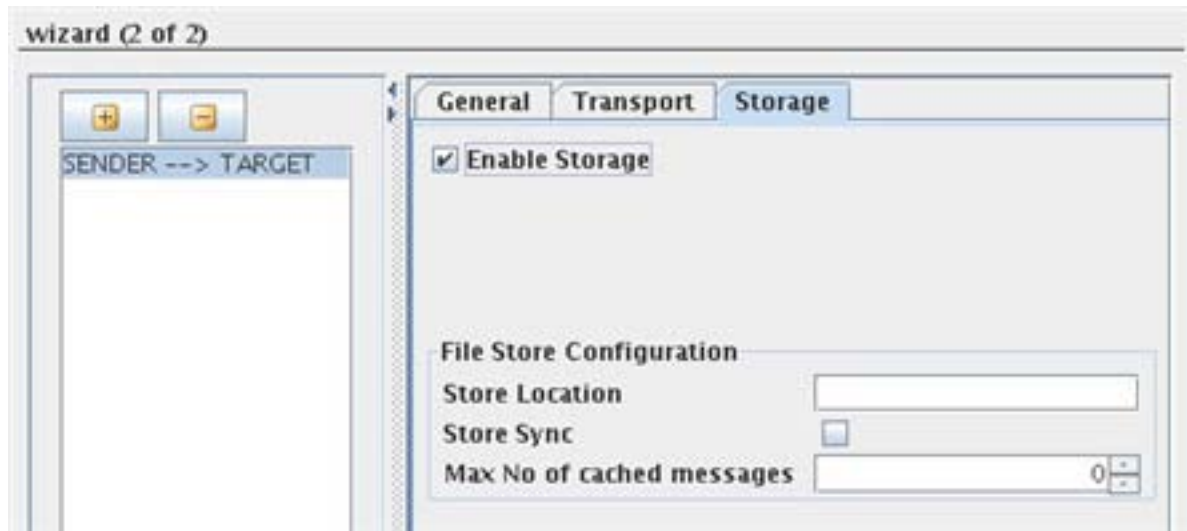 wizard (2 of 2)
SENDER --> TARGET
General Transport Storage
Enable Storage
File Store Configuration
Store Location
Store Sync
Max No of cached messages 0